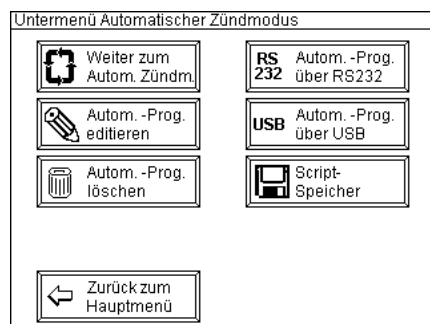 Untermenü Automatischer Zündmodus
Weiter zum
Autom. Zündm.
RS
232
Autom. -Prog.
über RS232
Autom. -Prog.
editieren
USB
Autom. -Prog.
über USB
Autom. -Prog.
löschen
Script-
Speicher
Zurück zum
Hauptmenü